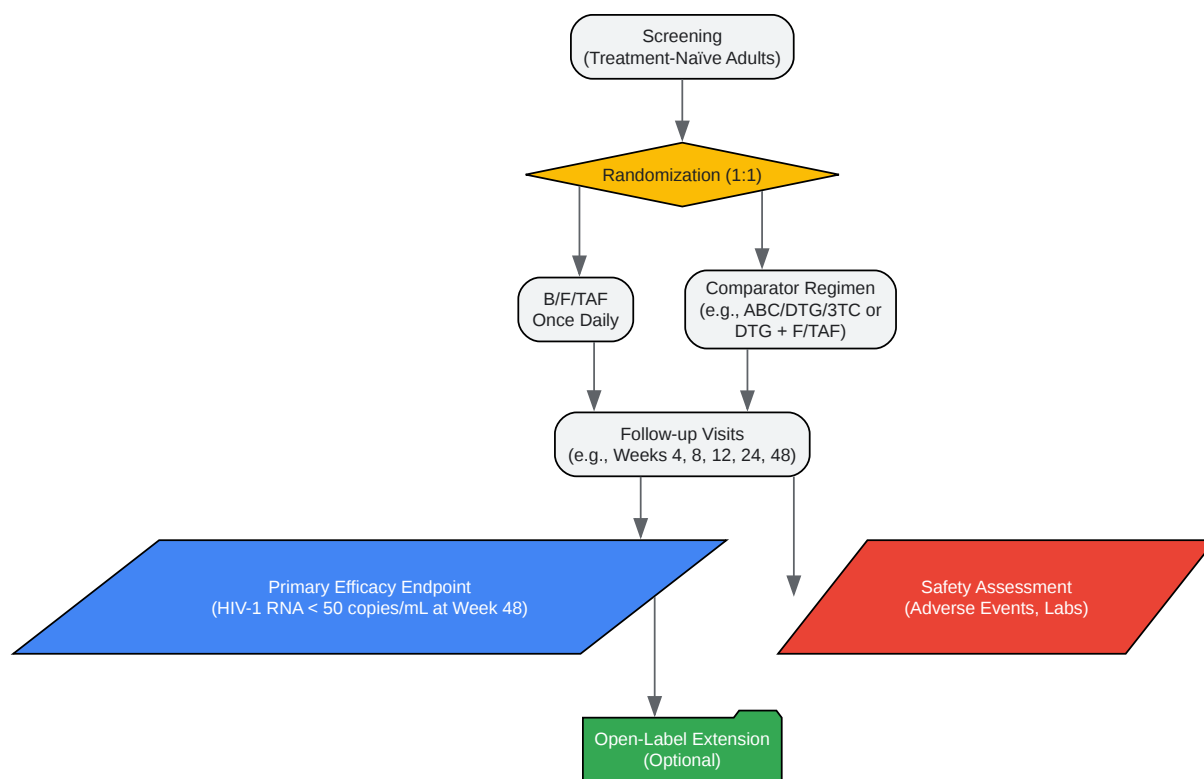 Screening
(Treatment-Naïve Adults)
Randomization (1:1)
B/F/TAF
Once Daily
Comparator Regimen
(e.g., ABC/DTG/3TC or
DTG + F/TAF)
Follow-up Visits
(e.g., Weeks 4, 8, 12, 24, 48)
Primary Efficacy Endpoint
(HIV-1 RNA < 50 copies/mL at Week 48)
Safety Assessment
(Adverse Events, Labs)
Open-Label Extension
(Optional)